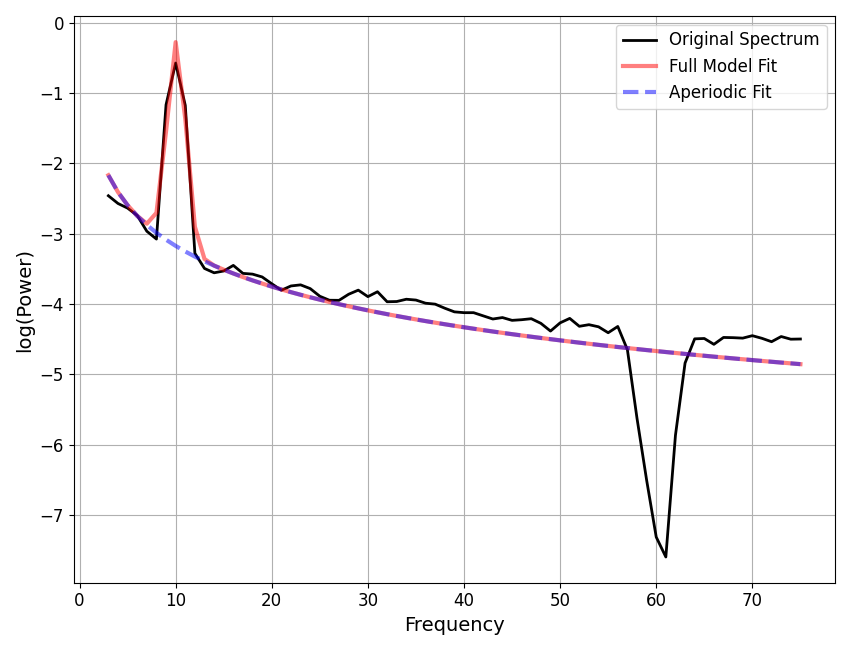 Original Spectrum
Full Model Fit
Aperiodic Fit
log(Power)
0
−1
−2
−3
−4
−5
−6
−7
0 10 20 30 40 50 60 70
Frequency